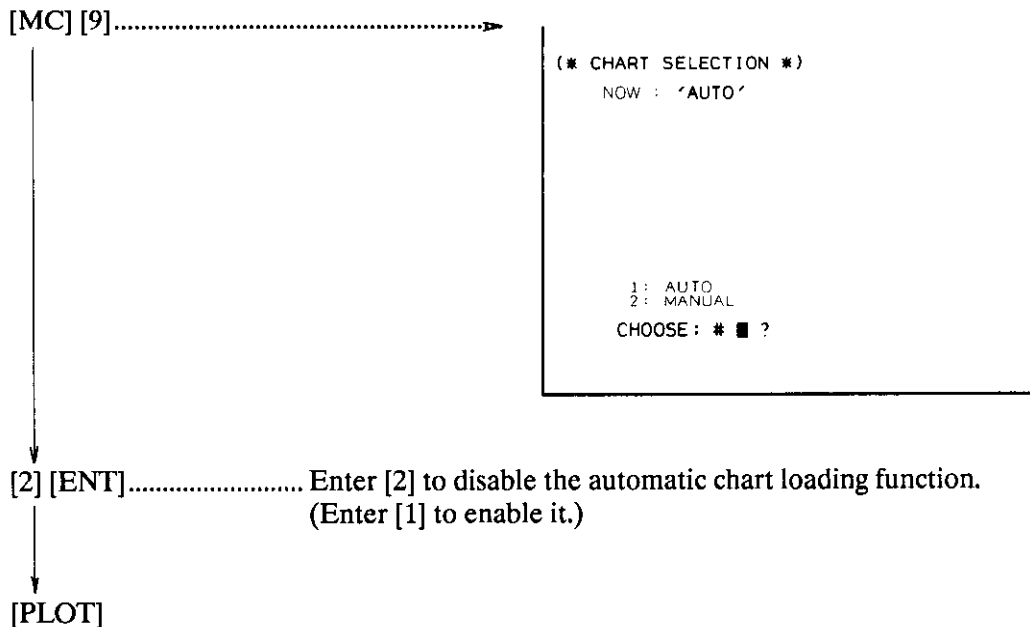 [MC] [9]..................................................
(* CHART SELECTION *)
NOW : 'AUTO'
1: AUTO
2: MANUAL
CHOOSE: # ■ ?
[2] [ENT].......................... Enter [2] to disable the automatic chart loading function.
(Enter [1] to enable it.)
[PLOT]